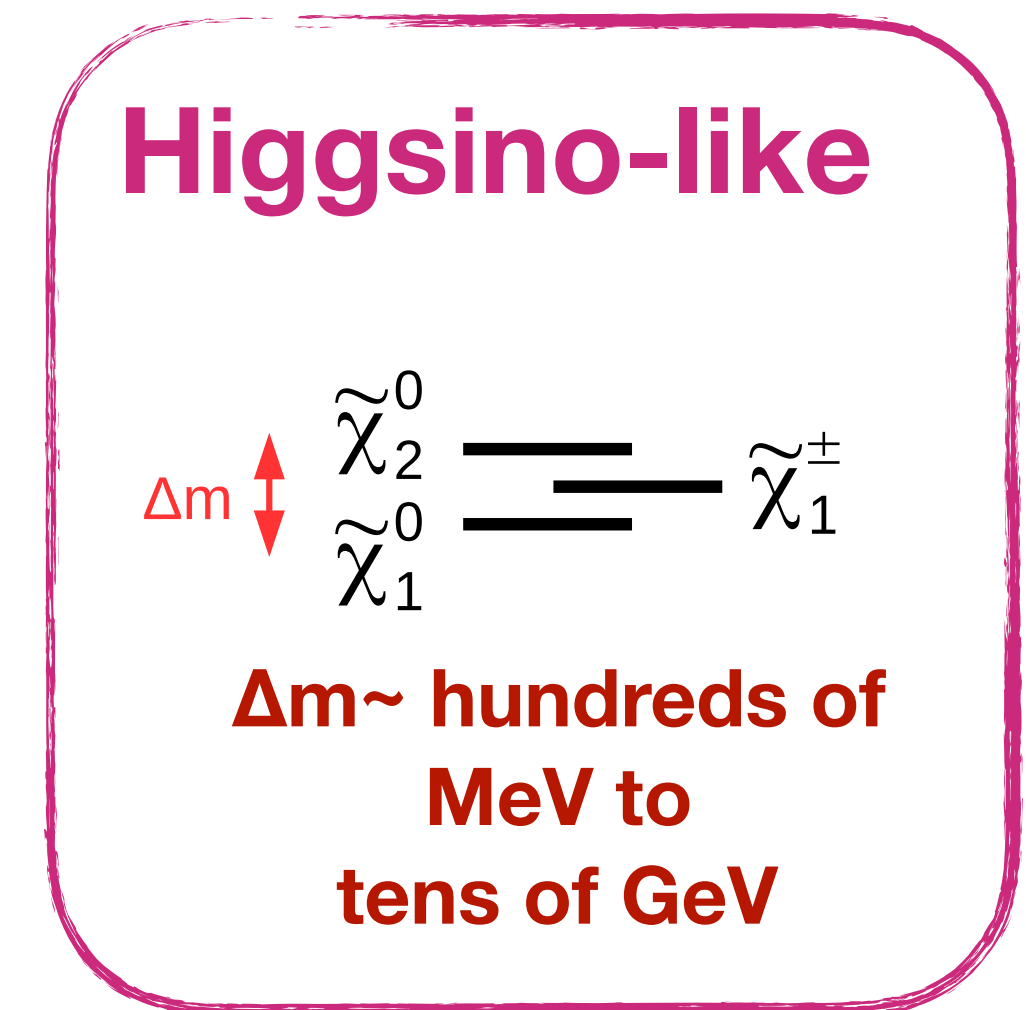 Higgsino-like
χ̃⁰₂
χ̃±₁
Δm
χ̃⁰₁
Δm~ hundreds of
MeV to
tens of GeV